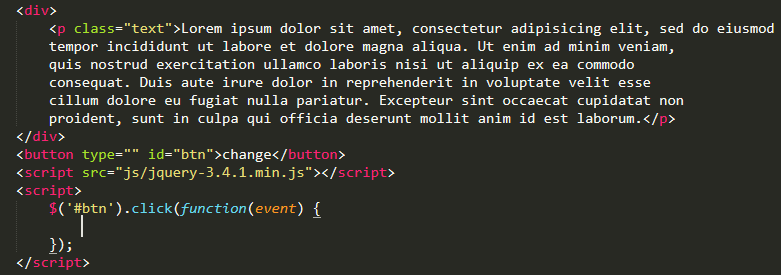 <div>
<p class="text">Lorem ipsum dolor sit amet, consectetur adipisicing elit, sed do eiusmod
tempor incididunt ut labore et dolore magna aliqua. Ut enim ad minim veniam,
quis nostrud exercitation ullamco laboris nisi ut aliquip ex ea commodo
consequat. Duis aute irure dolor in reprehenderit in voluptate velit esse
cillum dolore eu fugiat nulla pariatur. Excepteur sint occaecat cupidatat non
proident, sunt in culpa qui officia deserunt mollit anim id est laborum.</p>
</div>
<button type="" id="btn">change</button>
<script src="js/jquery-3.4.1.min.js"></script>
<script>
$('#btn').click(function(event) {
});
</script>